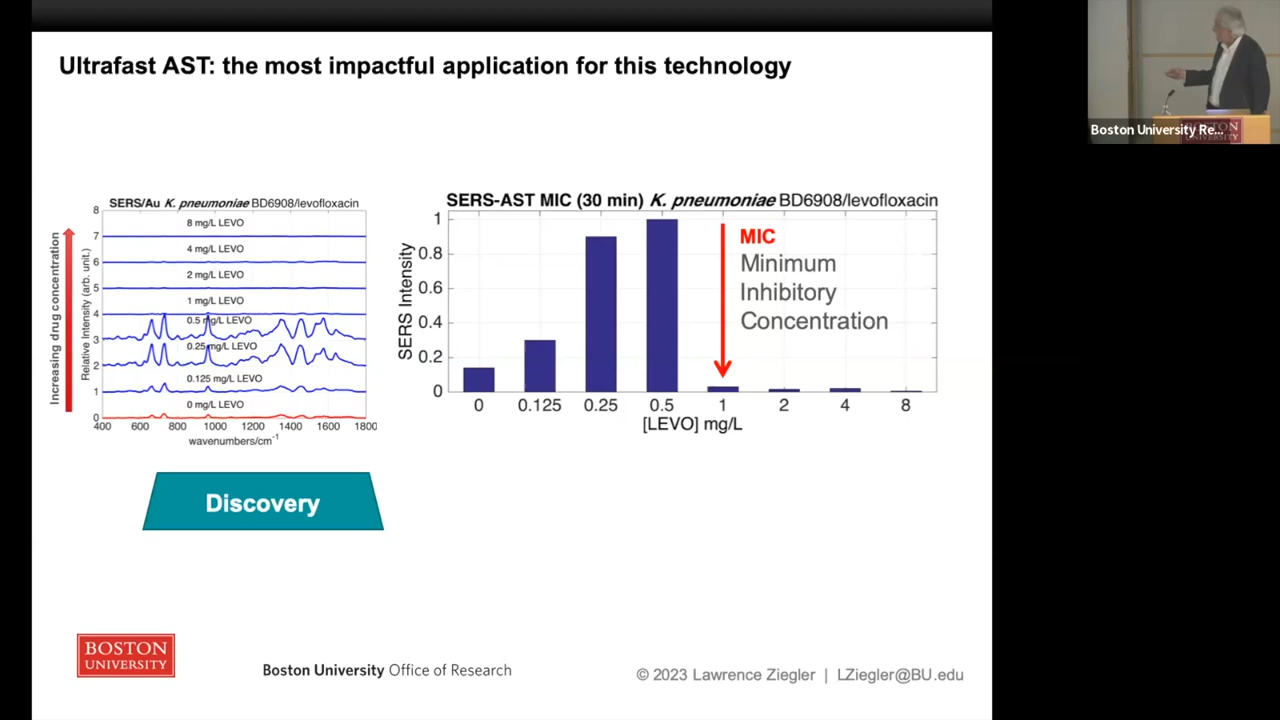 Ultrafast AST: the most impactful application for this technology
SERS/Au K. pneumoniae BD6908/levofloxacin
Increasing drug concentration
Relative Intensity (arb. unit.)
8
7
6
5
4
3
2
1
0
8 mg/L LEVO
4 mg/L LEVO
2 mg/L LEVO
1 mg/L LEVO
0.5 mg/L LEVO
0.25 mg/L LEVO
0.125 mg/L LEVO
0 mg/L LEVO
400 600 800 1000 1200 1400 1600 1800
wavenumbers/cm-1
SERS-AST MIC (30 min) K. pneumoniae BD6908/levofloxacin
SERS Intensity
1
0.8
0.6
0.4
0.2
0
MIC
Minimum
Inhibitory
Concentration
0 0.125 0.25 0.5 1 2 4 8
[LEVO] mg/L
Discovery
BOSTON
UNIVERSITY
Boston University Office of Research
© 2023 Lawrence Ziegler | LZiegler@BU.edu
Boston University Re...
BOSTON
UNIVERSITY